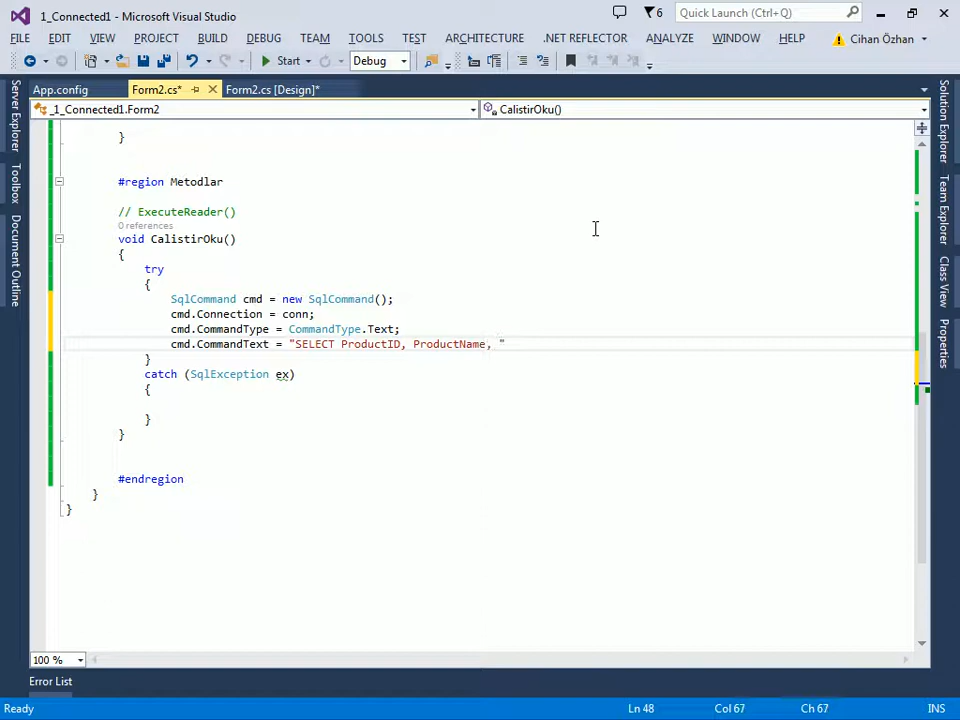 1_Connected1 - Microsoft Visual Studio
6
Quick Launch (Ctrl+Q)
FILE EDIT VIEW PROJECT BUILD DEBUG TEAM TOOLS TEST ARCHITECTURE .NET REFLECTOR ANALYZE WINDOW HELP Cihan Özhan
Start Debug
App.config Form2.cs* Form2.cs [Design]*
_1_Connected1.Form2 CalistirOku()
Server Explorer
Toolbox
Document Outline
}
#region Metodlar
// ExecuteReader()
0 references
void CalistirOku()
{
try
{
SqlCommand cmd = new SqlCommand();
cmd.Connection = conn;
cmd.CommandType = CommandType.Text;
cmd.CommandText = "SELECT ProductID, ProductName, "
}
catch (SqlException ex)
{
}
}
#endregion
}
}
Solution Explorer
Team Explorer
Class View
Properties
100 %
Error List
Ready Ln 48 Col 67 Ch 67 INS